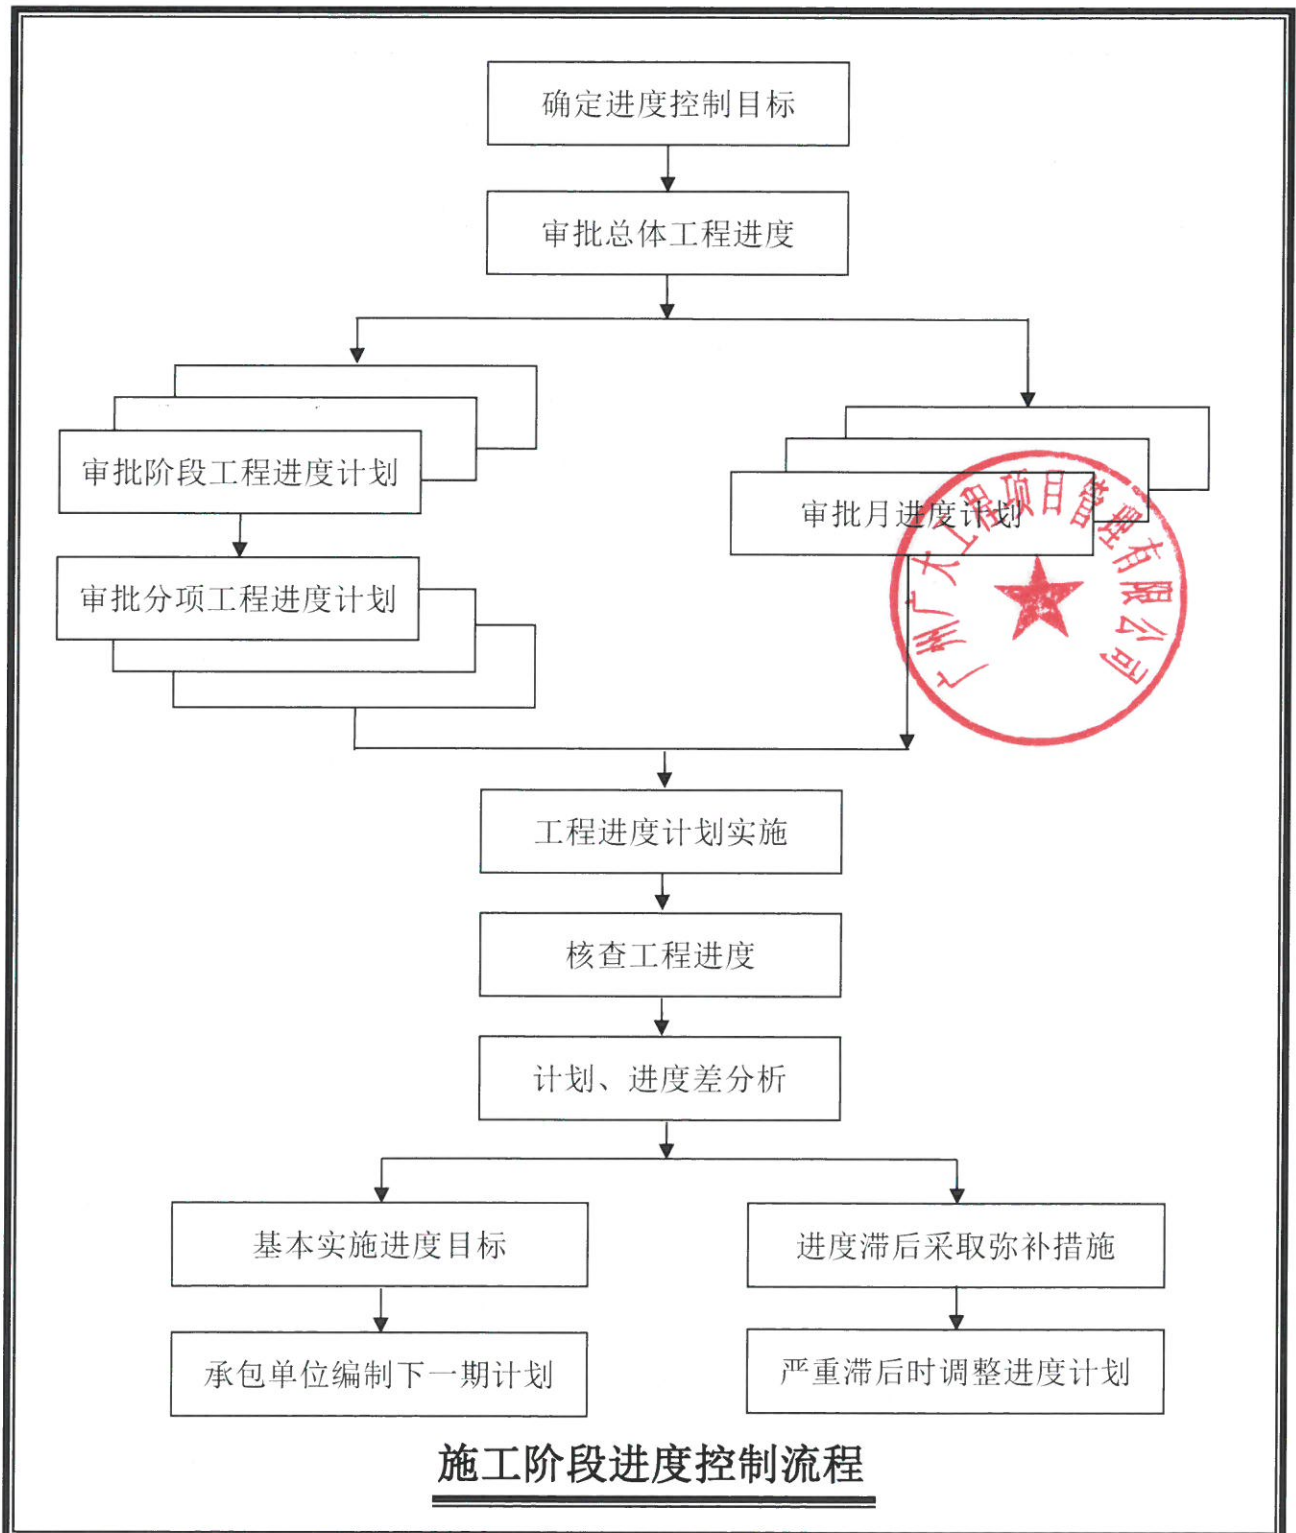 确定进度控制目标
审批总体工程进度
审批阶段工程进度计划
审批月进度计划
审批分项工程进度计划
广州广大工程项目管理有限公司
工程进度计划实施
核查工程进度
计划、进度差分析
基本实施进度目标
进度滞后采取弥补措施
承包单位编制下一期计划
严重滞后时调整进度计划
施工阶段进度控制流程